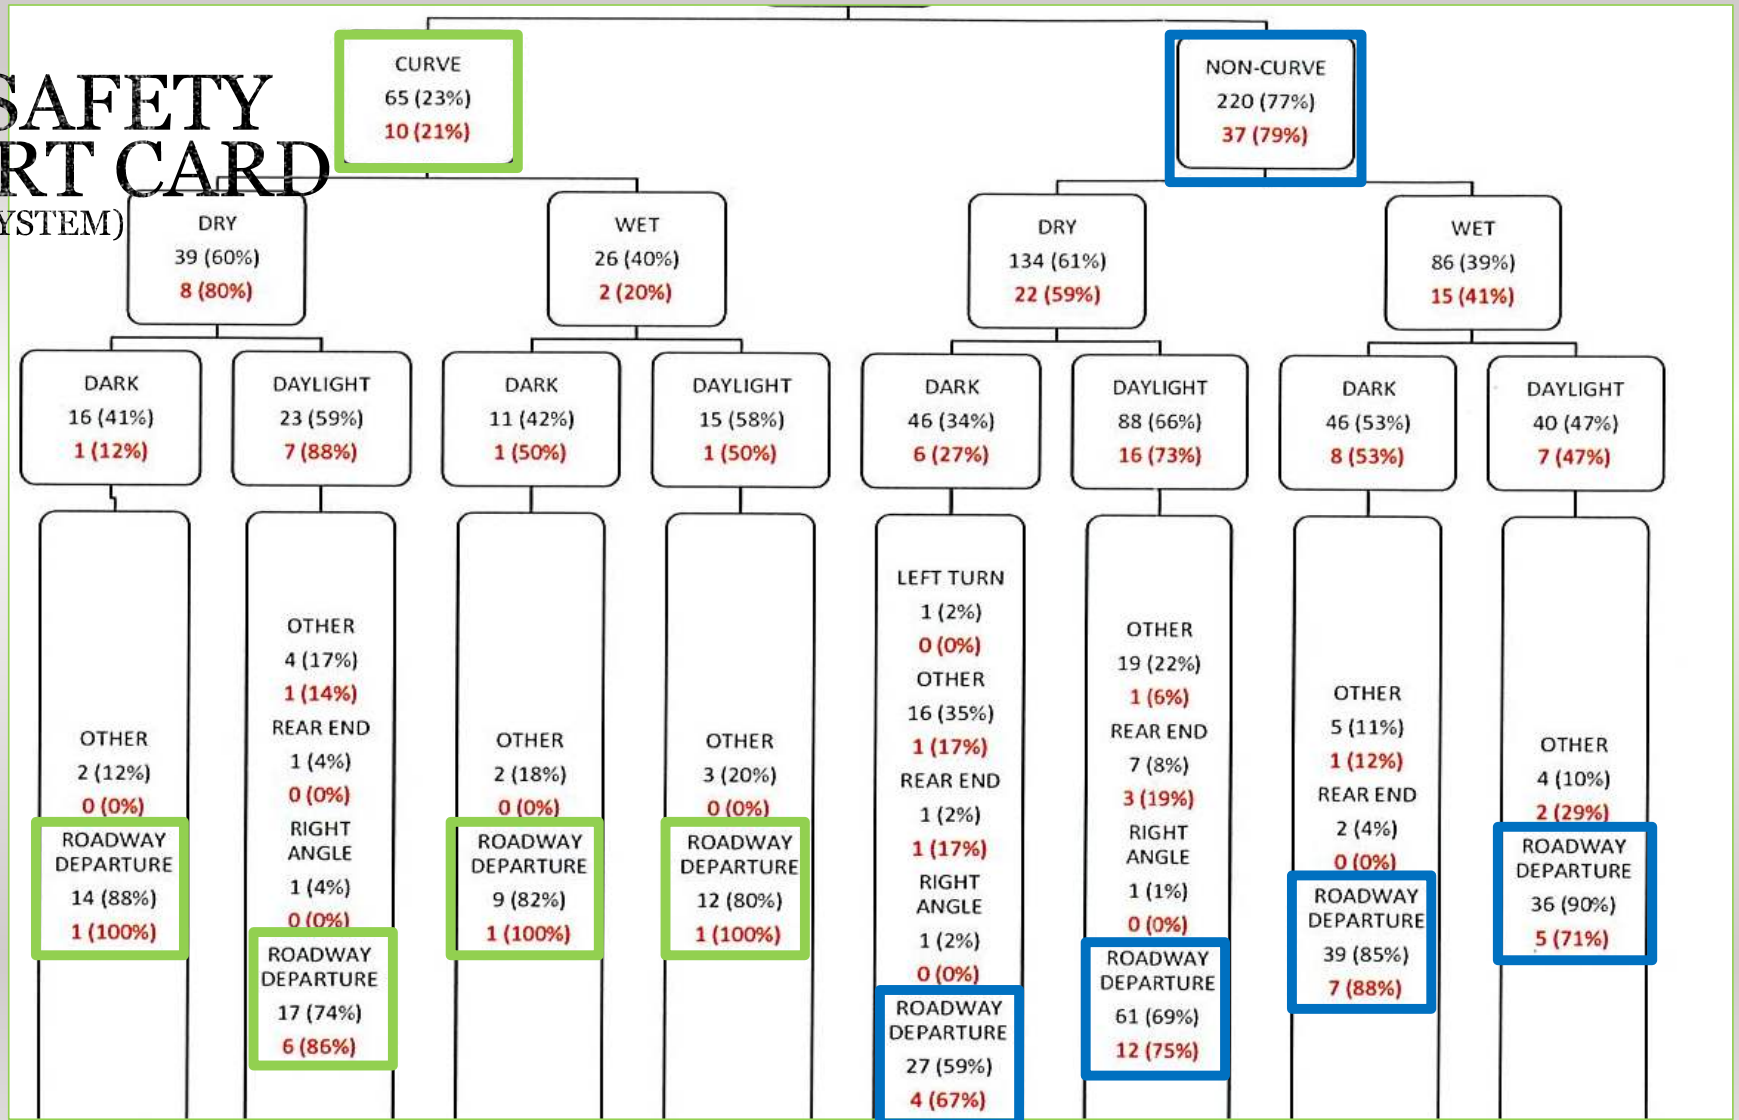 SAFETY
RT CARD
YSTEM)
CURVE
65 (23%)
10 (21%)
NON-CURVE
220 (77%)
37 (79%)
DRY
39 (60%)
8 (80%)
WET
26 (40%)
2 (20%)
DRY
134 (61%)
22 (59%)
WET
86 (39%)
15 (41%)
DARK
16 (41%)
1 (12%)
DAYLIGHT
23 (59%)
7 (88%)
DARK
11 (42%)
1 (50%)
DAYLIGHT
15 (58%)
1 (50%)
DARK
46 (34%)
6 (27%)
DAYLIGHT
88 (66%)
16 (73%)
DARK
46 (53%)
8 (53%)
DAYLIGHT
40 (47%)
7 (47%)
OTHER
2 (12%)
0 (0%)
ROADWAY
DEPARTURE
14 (88%)
1 (100%)
OTHER
4 (17%)
1 (14%)
REAR END
1 (4%)
0 (0%)
RIGHT
ANGLE
1 (4%)
0 (0%)
ROADWAY
DEPARTURE
17 (74%)
6 (86%)
OTHER
2 (18%)
0 (0%)
ROADWAY
DEPARTURE
9 (82%)
1 (100%)
OTHER
3 (20%)
0 (0%)
ROADWAY
DEPARTURE
12 (80%)
1 (100%)
LEFT TURN
1 (2%)
0 (0%)
OTHER
16 (35%)
1 (17%)
REAR END
1 (2%)
1 (17%)
RIGHT
ANGLE
1 (2%)
0 (0%)
ROADWAY
DEPARTURE
27 (59%)
4 (67%)
OTHER
19 (22%)
1 (6%)
REAR END
7 (8%)
3 (19%)
RIGHT
ANGLE
1 (1%)
0 (0%)
ROADWAY
DEPARTURE
61 (69%)
12 (75%)
OTHER
5 (11%)
1 (12%)
REAR END
2 (4%)
0 (0%)
ROADWAY
DEPARTURE
39 (85%)
7 (88%)
OTHER
4 (10%)
2 (29%)
ROADWAY
DEPARTURE
36 (90%)
5 (71%)